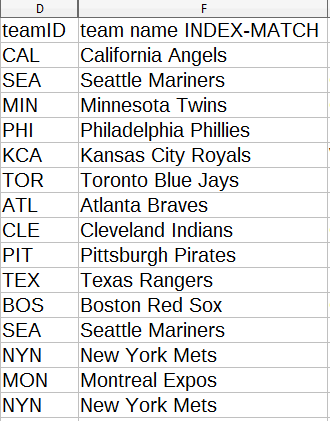 D F
teamID team name INDEX-MATCH
CAL California Angels
SEA Seattle Mariners
MIN Minnesota Twins
PHI Philadelphia Phillies
KCA Kansas City Royals
TOR Toronto Blue Jays
ATL Atlanta Braves
CLE Cleveland Indians
PIT Pittsburgh Pirates
TEX Texas Rangers
BOS Boston Red Sox
SEA Seattle Mariners
NYN New York Mets
MON Montreal Expos
NYN New York Mets